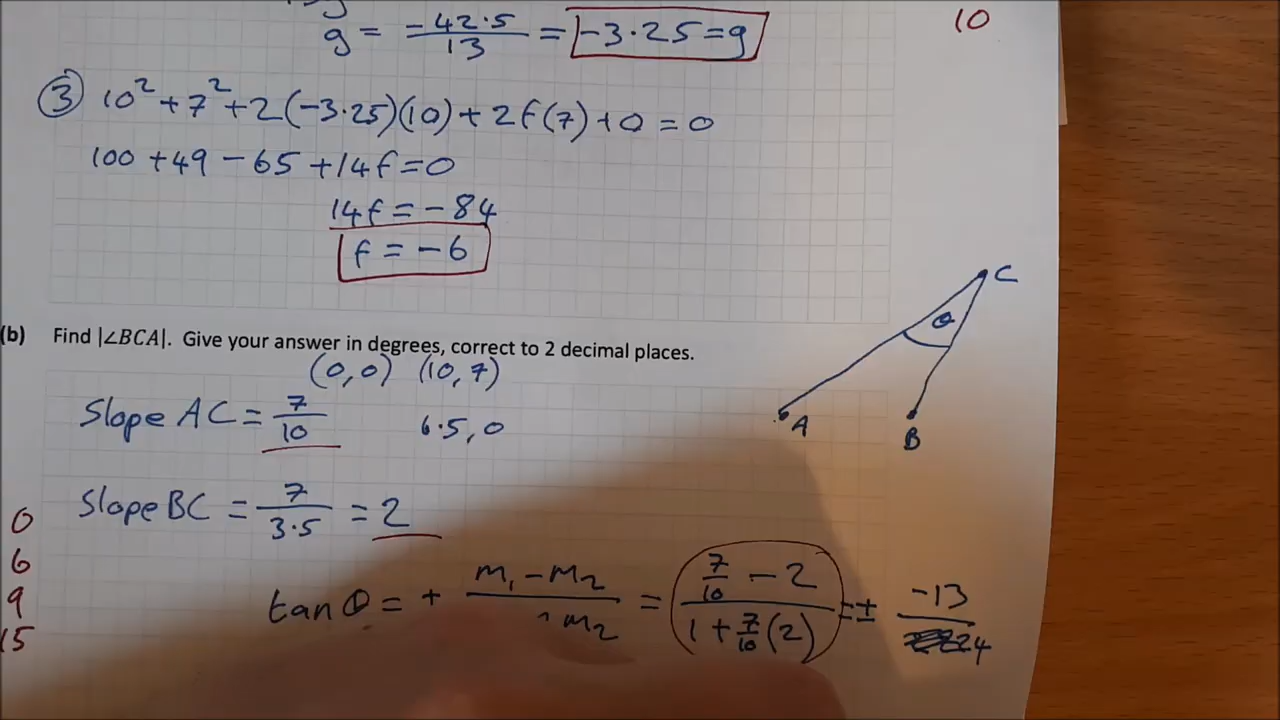 g = -42.5/13 = -3.25 = g
10
③ 10² + 7² + 2(-3.25)(10) + 2f(7) + 0 = 0
100 + 49 - 65 + 14f = 0
14f = -84
f = -6
C
θ
A
B
(b) Find |∠BCA|. Give your answer in degrees, correct to 2 decimal places.
(0,0) (10,7)
Slope AC = 7/10
6.5, 0
Slope BC = 7/3.5 = 2
0
6
9
15
tan θ = + m₁ - m₂ / m₂ = 7/10 - 2 / 1 + 7/10 (2) = ± -13/24